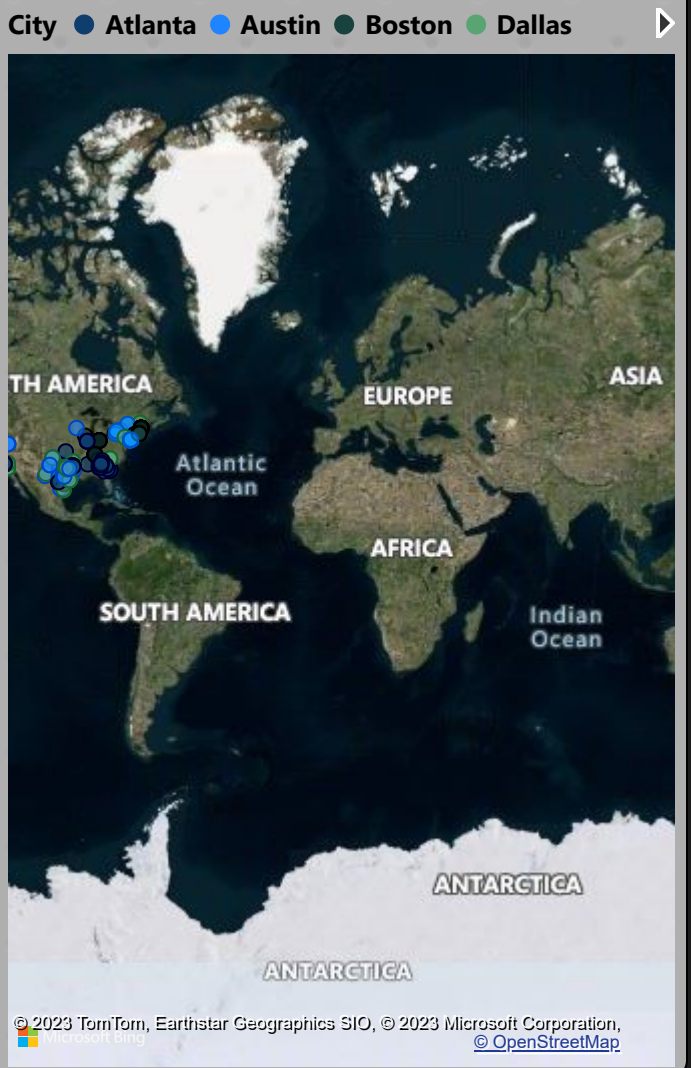 City Atlanta Austin Boston Dallas
TH AMERICA
EUROPE
ASIA
Atlantic
Ocean
AFRICA
SOUTH AMERICA
Indian
Ocean
ANTARCTICA
ANTARCTICA
© 2023 TomTom, Earthstar Geographics SIO, © 2023 Microsoft Corporation,
Microsoft Bing
© OpenStreetMap